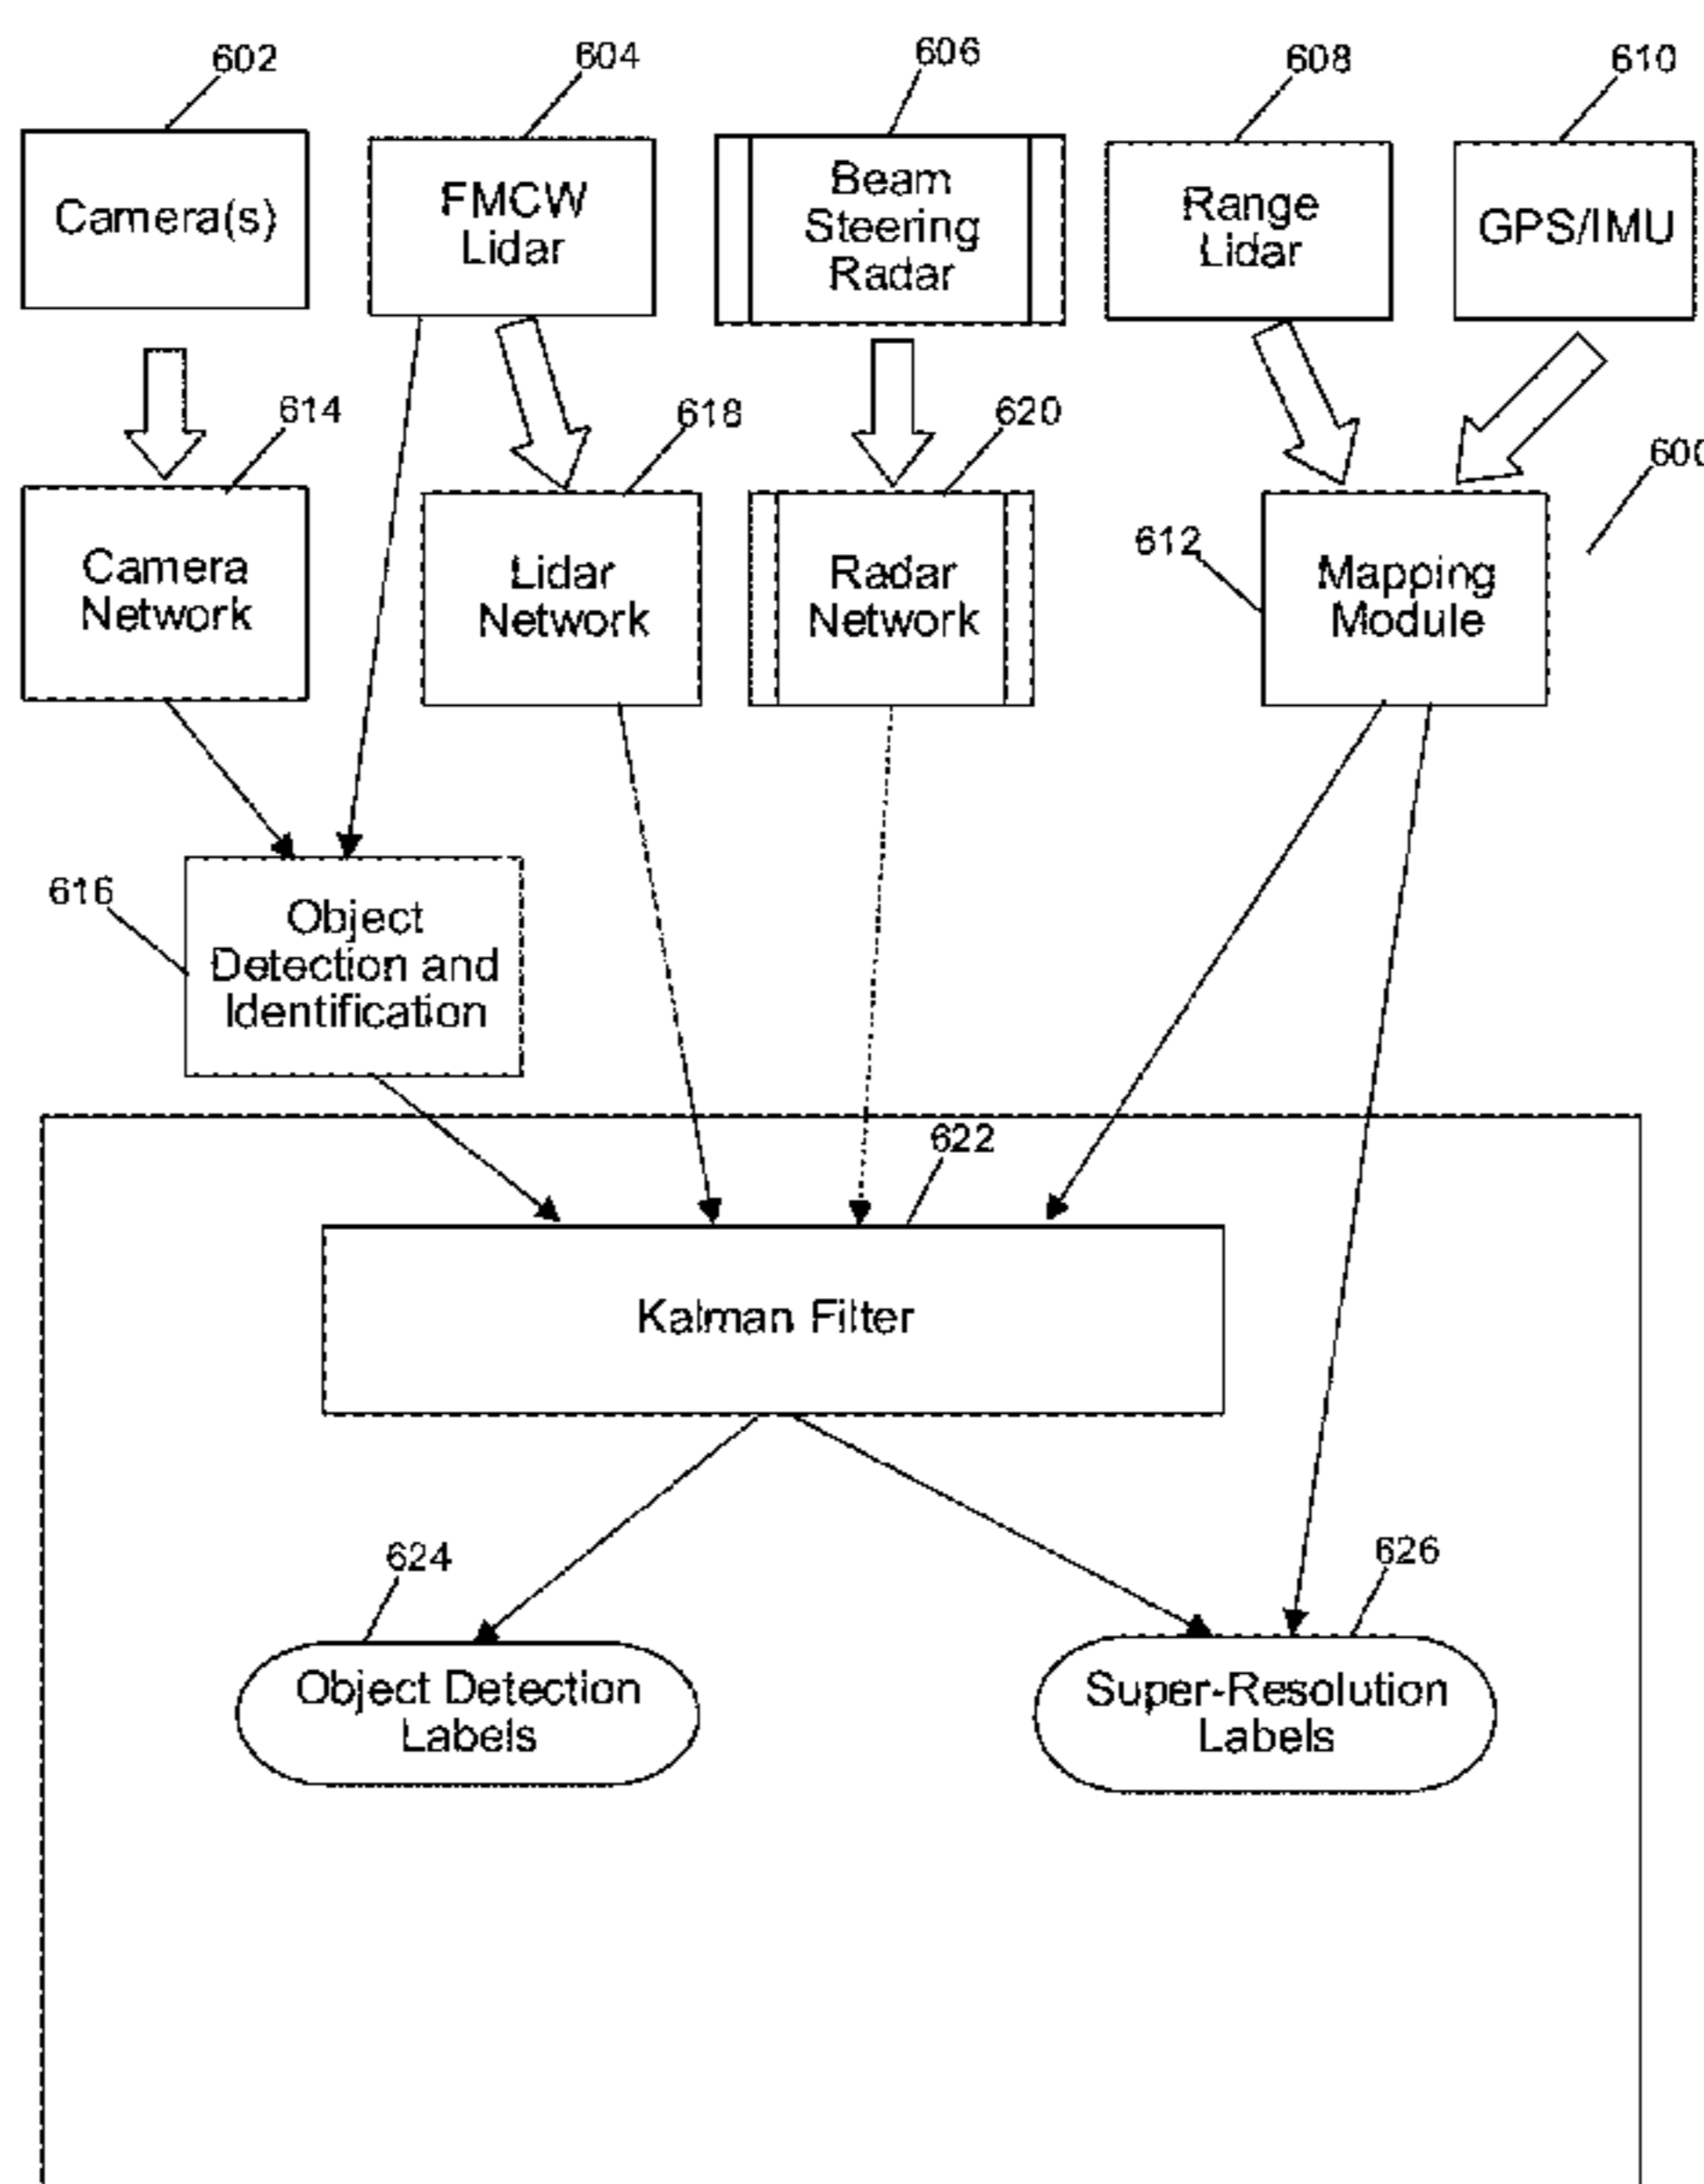 602
604
606
608
610
Camera(s)
FMCW
Lidar
Beam
Steering
Radar
Range
Lidar
GPS/IMU
614
618
620
600
612
Camera
Network
Lidar
Network
Radar
Network
Mapping
Module
616
Object
Detection and
Identification
622
Kalman Filter
624
626
Object Detection
Labels
Super-Resolution
Labels